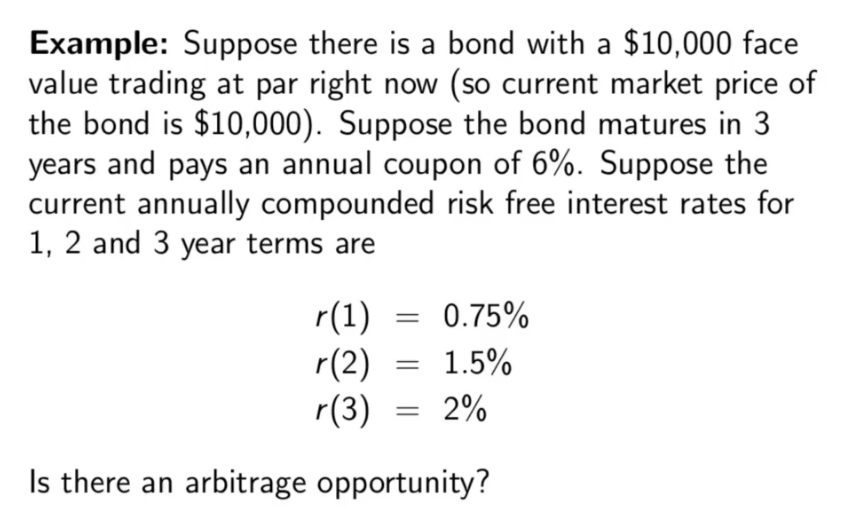 Example: Suppose there is a bond with a $10,000 face
value trading at par right now (so current market price of
the bond is $10,000). Suppose the bond matures in 3
years and pays an annual coupon of 6%. Suppose the
current annually compounded risk free interest rates for
1, 2 and 3 year terms are
r(1) = 0.75%
r(2) = 1.5%
r(3) = 2%
Is there an arbitrage opportunity?